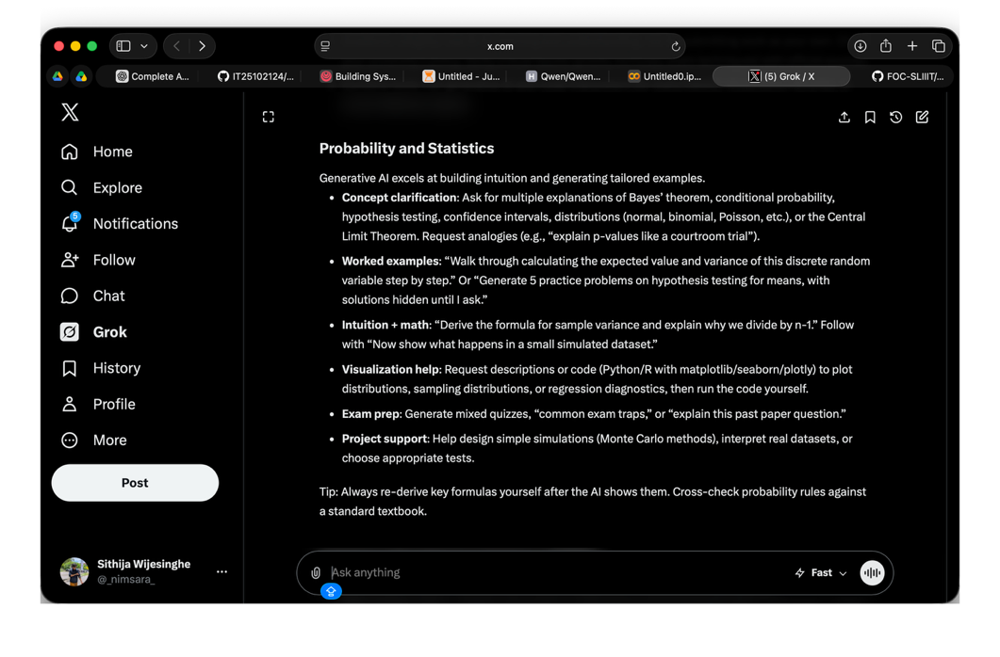 x.com
Complete A...
IT25102124/...
Building Sys...
Untitled - Ju...
Qwen/Qwen...
Untitled0.ip...
(5) Grok / X
FOC-SLIIT/...
Home
Explore
5
Notifications
Follow
Chat
Grok
History
Profile
More
Post
Sithija Wijesinghe
@_nimsara_
Probability and Statistics
Generative AI excels at building intuition and generating tailored examples.
• Concept clarification: Ask for multiple explanations of Bayes’ theorem, conditional probability,
hypothesis testing, confidence intervals, distributions (normal, binomial, Poisson, etc.), or the Central
Limit Theorem. Request analogies (e.g., “explain p-values like a courtroom trial”).
• Worked examples: “Walk through calculating the expected value and variance of this discrete random
variable step by step.” Or “Generate 5 practice problems on hypothesis testing for means, with
solutions hidden until I ask.”
• Intuition + math: “Derive the formula for sample variance and explain why we divide by n-1.” Follow
with “Now show what happens in a small simulated dataset.”
• Visualization help: Request descriptions or code (Python/R with matplotlib/seaborn/plotly) to plot
distributions, sampling distributions, or regression diagnostics, then run the code yourself.
• Exam prep: Generate mixed quizzes, “common exam traps,” or “explain this past paper question.”
• Project support: Help design simple simulations (Monte Carlo methods), interpret real datasets, or
choose appropriate tests.
Tip: Always re-derive key formulas yourself after the AI shows them. Cross-check probability rules against
a standard textbook.
Ask anything
Fast